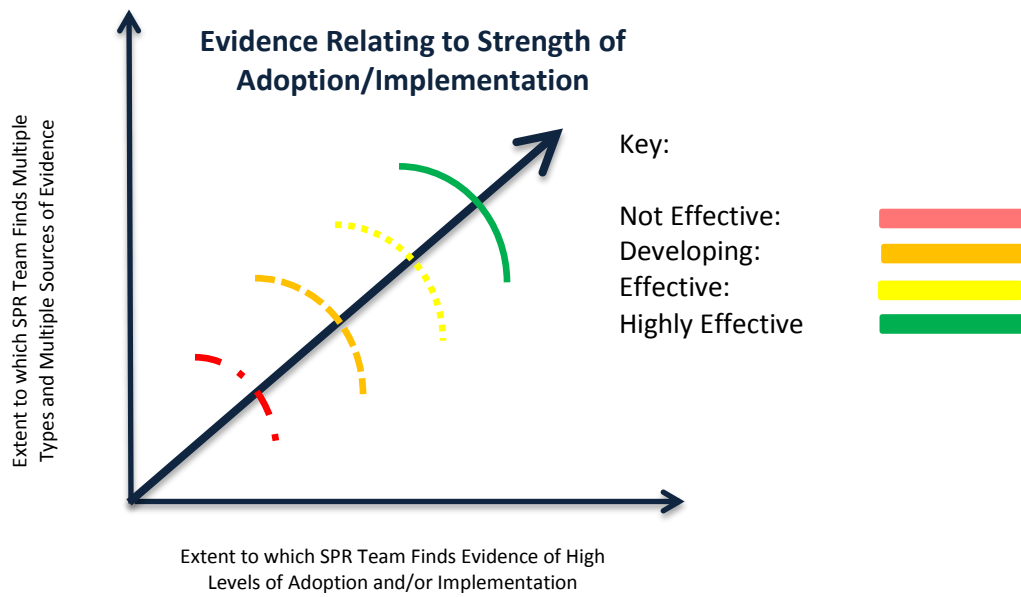 Evidence Relating to Strength of
Adoption/Implementation
Extent to which SPR Team Finds Multiple
Types and Multiple Sources of Evidence
Key:
Not Effective:
Developing:
Effective:
Highly Effective
Extent to which SPR Team Finds Evidence of High
Levels of Adoption and/or Implementation